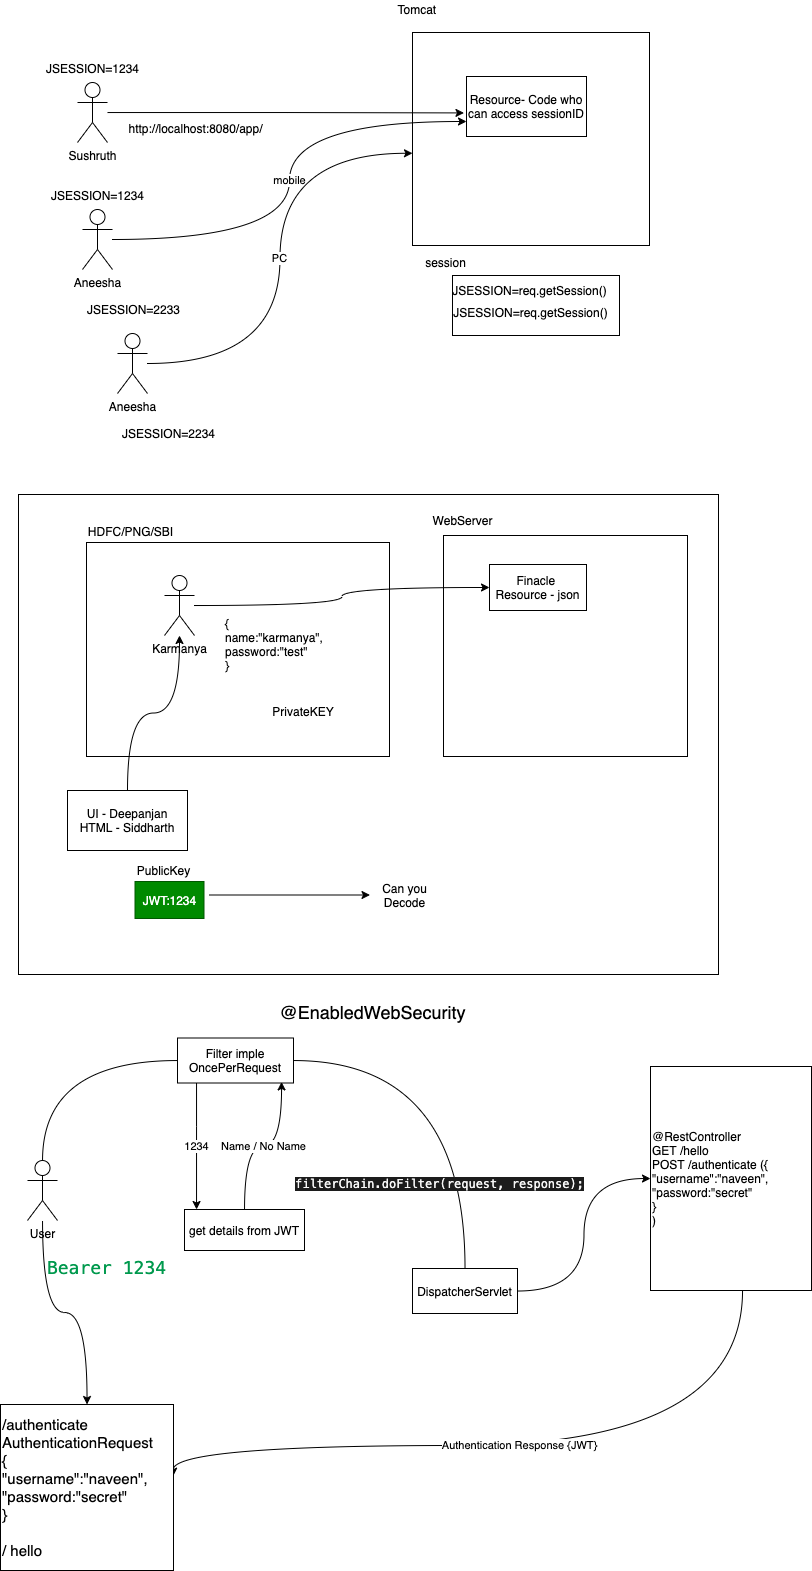 Tomcat
JSESSION=1234
Resource- Code who
can access sessionID
http://localhost:8080/app/
Sushruth
mobile
JSESSION=1234
PC
session
Aneesha
JSESSION=req.getSession()
JSESSION=2233
JSESSION=req.getSession()
Aneesha
JSESSION=2234
WebServer
HDFC/PNG/SBI
Finacle
Resource - json
{
name:"karmanya",
password:"test"
}
Karmanya
PrivateKEY
UI - Deepanjan
HTML - Siddharth
PublicKey
JWT:1234
Can you
Decode
@EnabledWebSecurity
Filter imple
OncePerRequest
1234
Name / No Name
@RestController
GET /hello
POST /authenticate ({
"username":"naveen",
"password:"secret"
}
)
filterChain.doFilter(request, response);
get details from JWT
User
Bearer 1234
DispatcherServlet
/authenticate
AuthenticationRequest
{
"username":"naveen",
"password:"secret"
}
/ hello
Authentication Response {JWT}